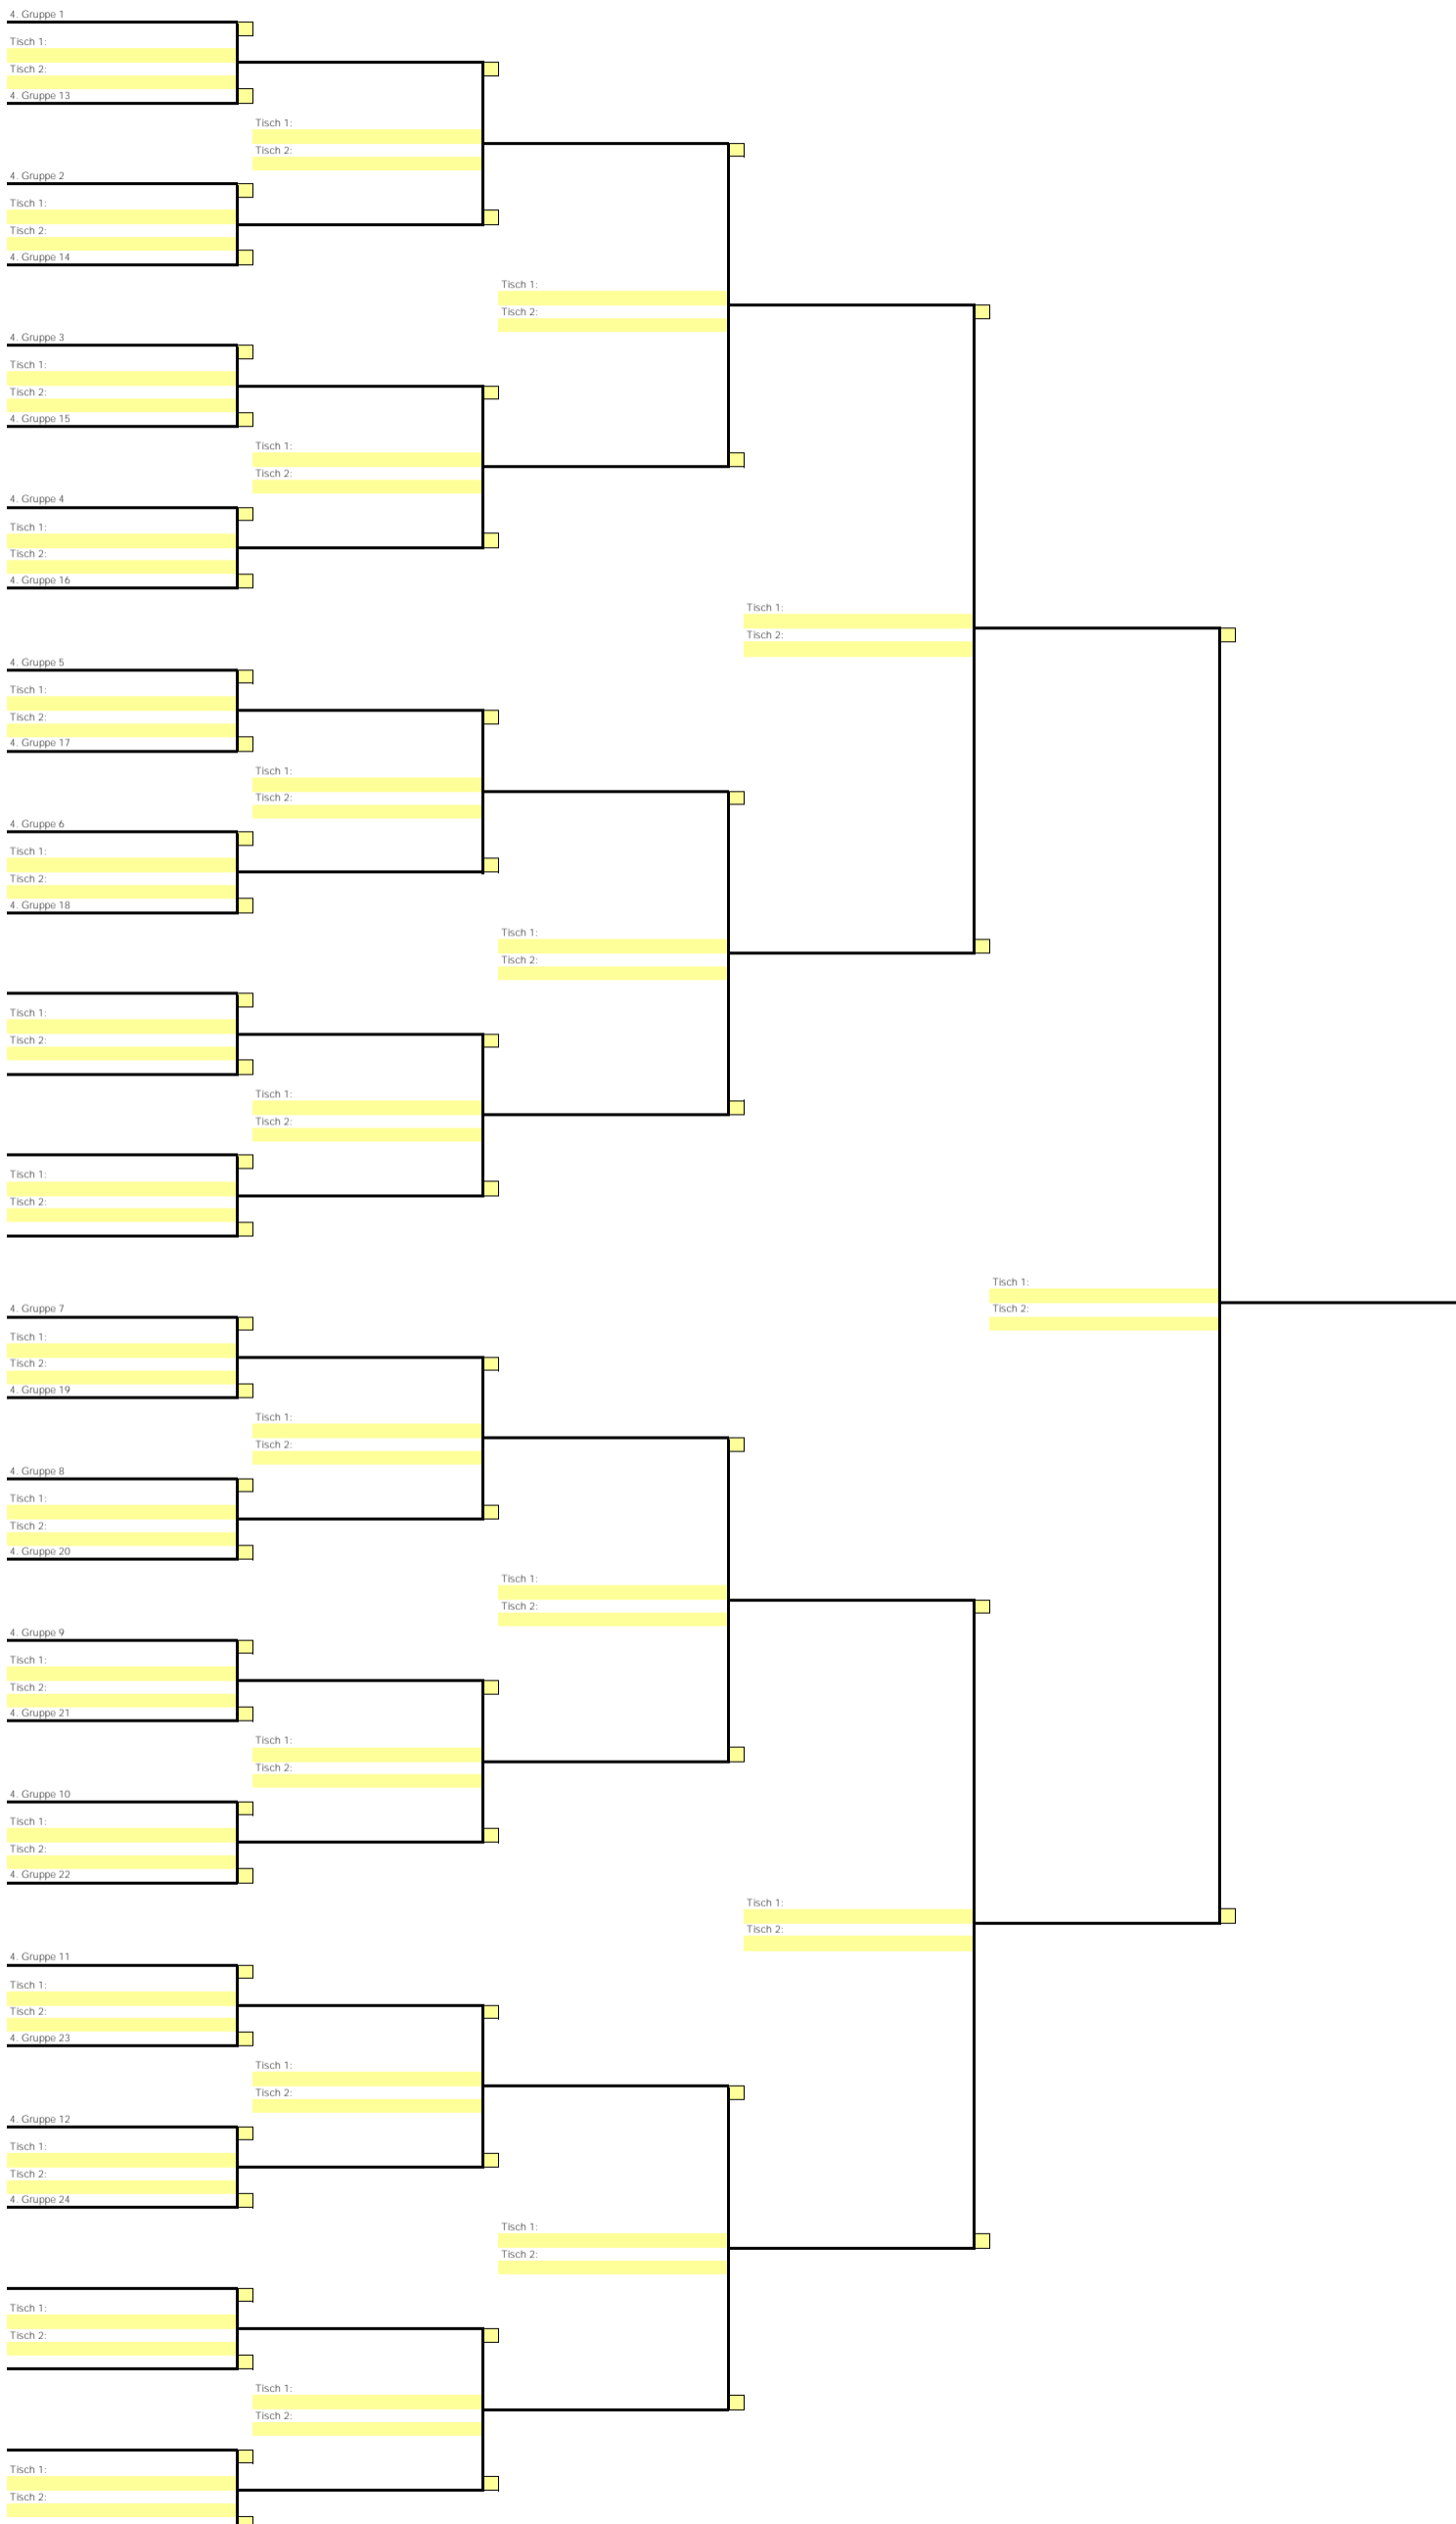 4. Gruppe 1
Tisch 1:
Tisch 2:
4. Gruppe 13
Tisch 1:
Tisch 2:
4. Gruppe 2
Tisch 1:
Tisch 2:
4. Gruppe 14
Tisch 1:
Tisch 2:
4. Gruppe 3
Tisch 1:
Tisch 2:
4. Gruppe 15
Tisch 1:
Tisch 2:
4. Gruppe 4
Tisch 1:
Tisch 2:
4. Gruppe 16
Tisch 1:
Tisch 2:
4. Gruppe 5
Tisch 1:
Tisch 2:
4. Gruppe 17
Tisch 1:
Tisch 2:
4. Gruppe 6
Tisch 1:
Tisch 2:
4. Gruppe 18
Tisch 1:
Tisch 2:
Tisch 1:
Tisch 2:
Tisch 1:
Tisch 2:
Tisch 1:
Tisch 2:
Tisch 1:
Tisch 2:
4. Gruppe 7
Tisch 1:
Tisch 2:
4. Gruppe 19
Tisch 1:
Tisch 2:
4. Gruppe 8
Tisch 1:
Tisch 2:
4. Gruppe 20
Tisch 1:
Tisch 2:
4. Gruppe 9
Tisch 1:
Tisch 2:
4. Gruppe 21
Tisch 1:
Tisch 2:
4. Gruppe 10
Tisch 1:
Tisch 2:
4. Gruppe 22
Tisch 1:
Tisch 2:
4. Gruppe 11
Tisch 1:
Tisch 2:
4. Gruppe 23
Tisch 1:
Tisch 2:
4. Gruppe 12
Tisch 1:
Tisch 2:
4. Gruppe 24
Tisch 1:
Tisch 2:
Tisch 1:
Tisch 2:
Tisch 1:
Tisch 2:
Tisch 1:
Tisch 2: